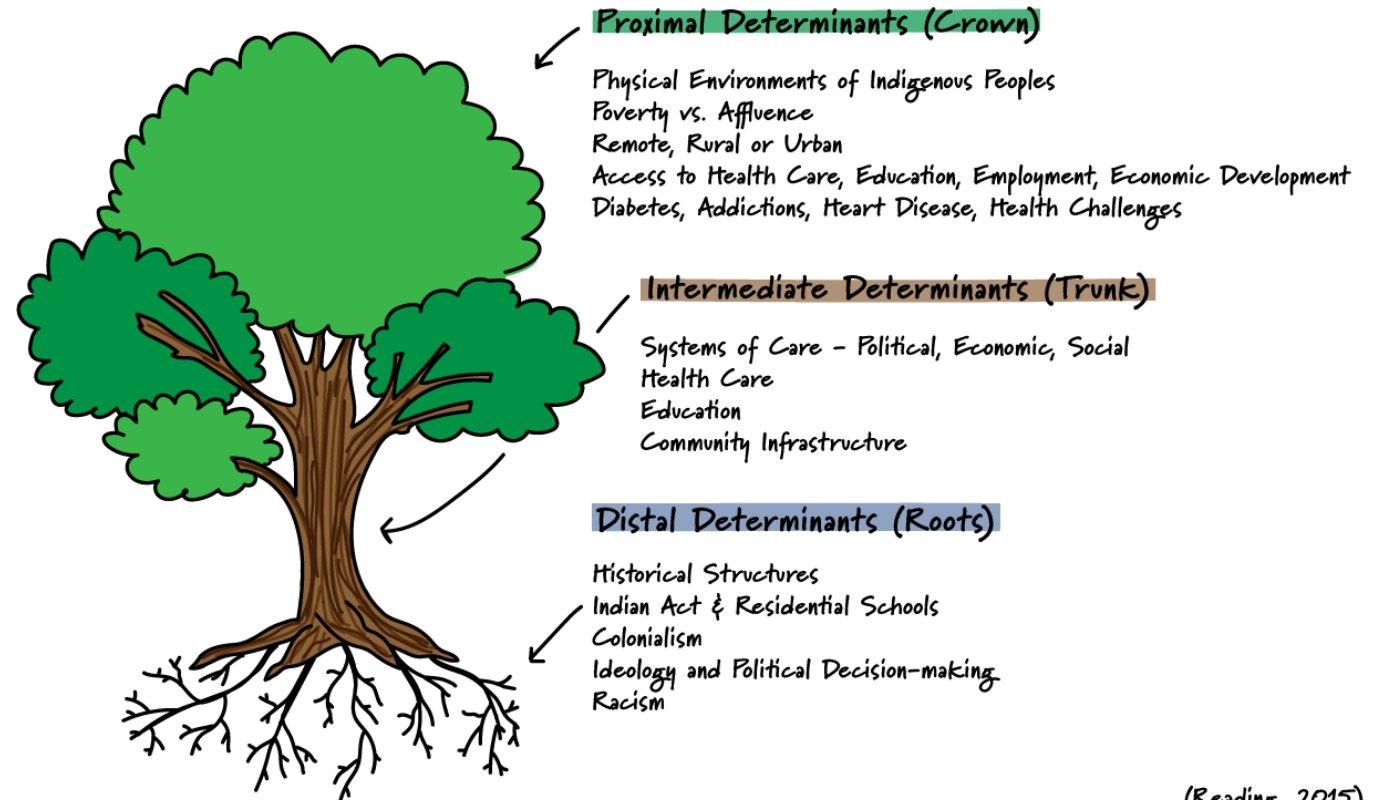 Proximal Determinants (Crown)
Physical Environments of Indigenous Peoples
Poverty vs. Affluence
Remote, Rural or Urban
Access to Health Care, Education, Employment, Economic Development
Diabetes, Addictions, Heart Disease, Health Challenges
Intermediate Determinants (Trunk)
Systems of Care - Political, Economic, Social
Health Care
Education
Community Infrastructure
Distal Determinants (Roots)
Historical Structures
Indian Act & Residential Schools
Colonialism
Ideology and Political Decision-making
Racism
(Reading, 2015)